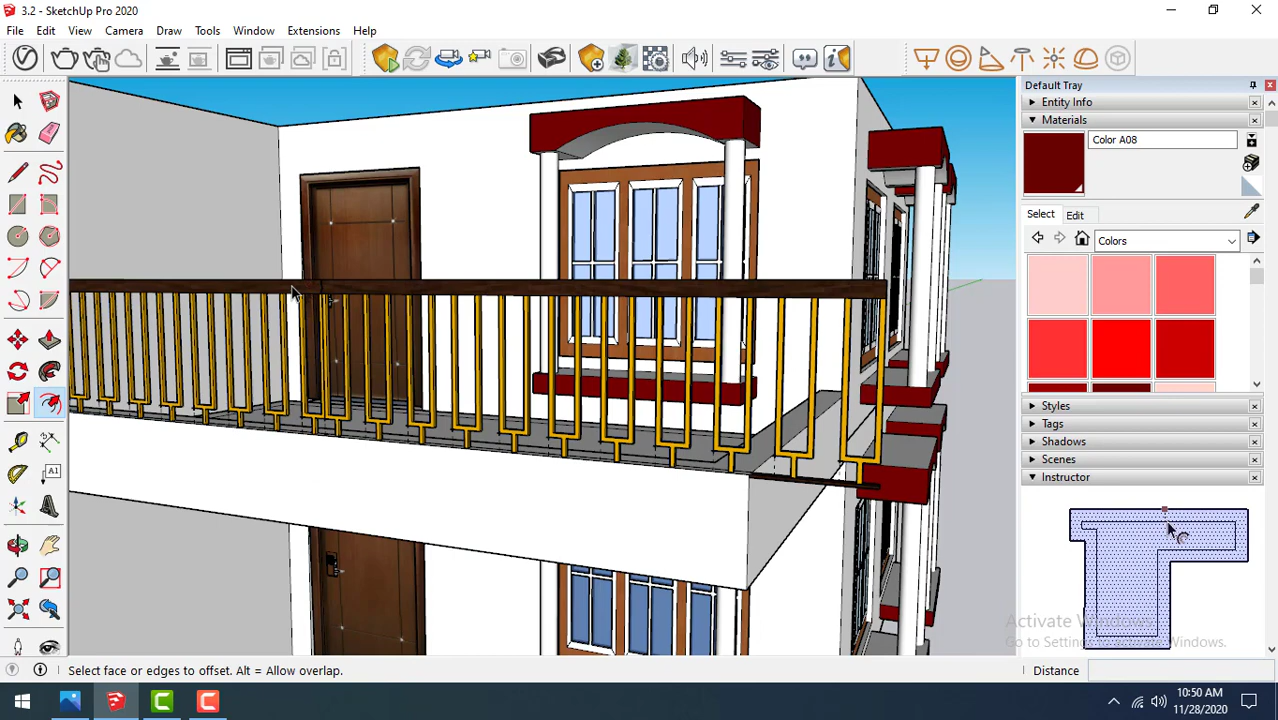 3.2 - SketchUp Pro 2020
File Edit View Camera Draw Tools Window Extensions Help
Default Tray
Entity Info
Materials
Color A08
Select Edit
Colors
Styles
Tags
Shadows
Scenes
Instructor
A1
Activate Windows
Go to Settings to activate Windows.
Select face or edges to offset. Alt = Allow overlap.
Distance
10:50 AM
11/28/2020